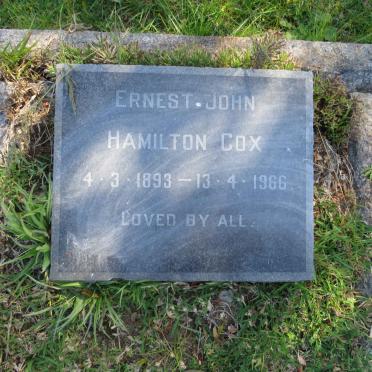 ERNEST JOHN
HAMILTON COX
4·3·1893—13·4·1966
LOVED BY ALL.